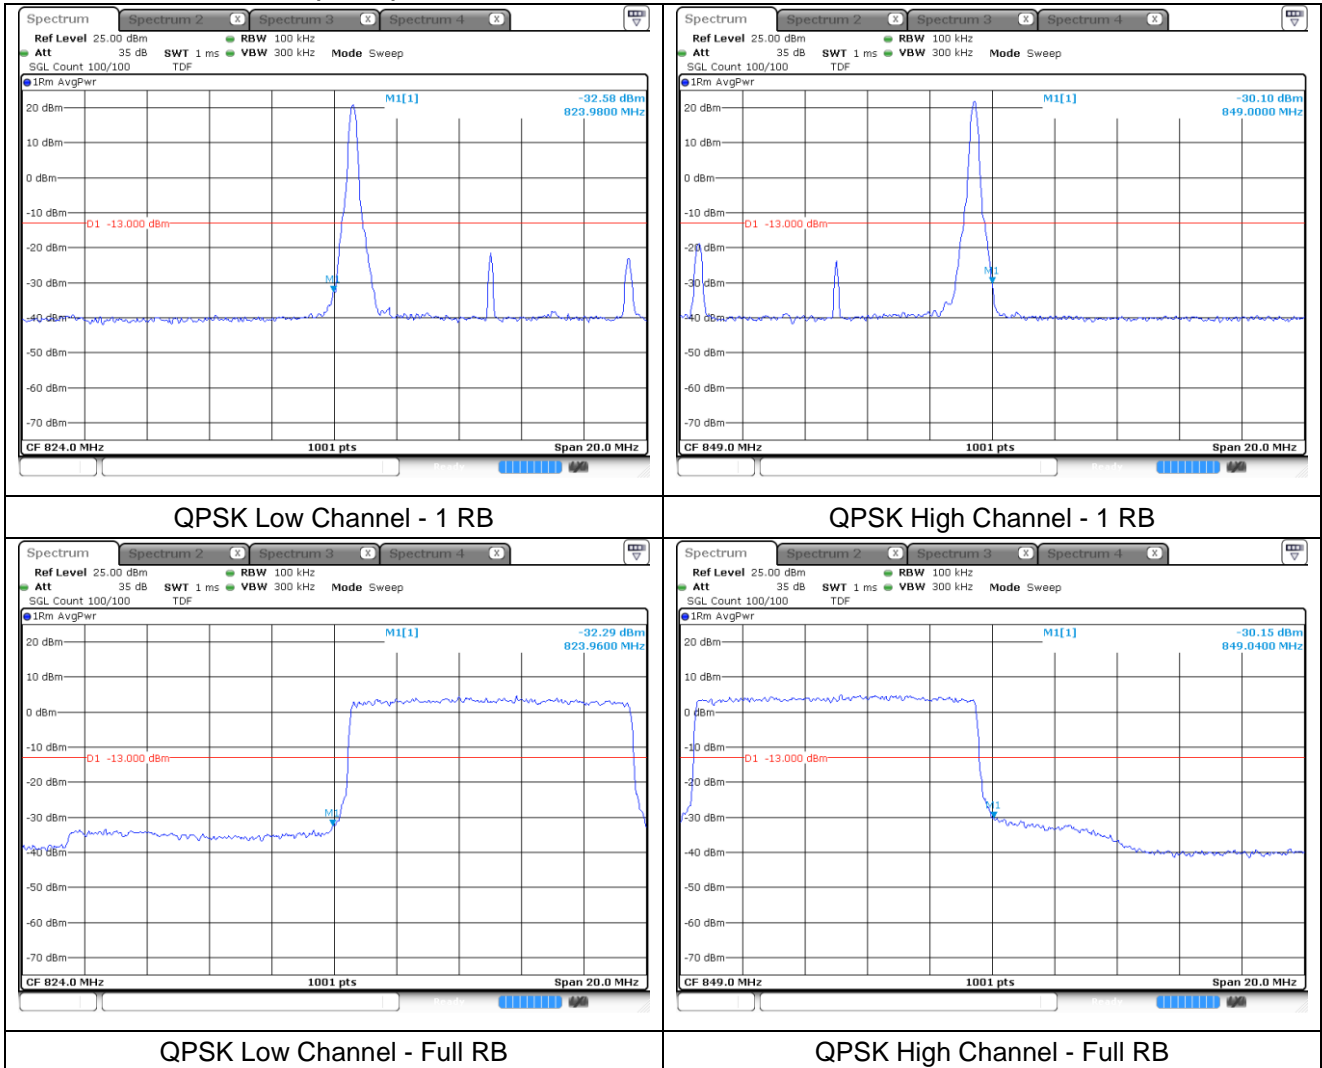 Spectrum Spectrum 2 X Spectrum 3 X Spectrum 4 X
Ref Level 25.00 dBm RBW 100 kHz
Att 35 dB SWT 1 ms VBW 300 kHz Mode Sweep
SGL Count 100/100 TDF
1Rm AvgPwr
M1[1] -32.58 dBm
823.9800 MHz
20 dBm
10 dBm
0 dBm
-10 dBm
D1 -13.000 dBm
-20 dBm
-30 dBm
M1
-40 dBm
-50 dBm
-60 dBm
-70 dBm
CF 824.0 MHz 1001 pts Span 20.0 MHz
Ready
QPSK Low Channel - 1 RB
Spectrum Spectrum 2 X Spectrum 3 X Spectrum 4 X
Ref Level 25.00 dBm RBW 100 kHz
Att 35 dB SWT 1 ms VBW 300 kHz Mode Sweep
SGL Count 100/100 TDF
1Rm AvgPwr
M1[1] -30.10 dBm
849.0000 MHz
20 dBm
10 dBm
0 dBm
-10 dBm
D1 -13.000 dBm
-20 dBm
-30 dBm
M1
-40 dBm
-50 dBm
-60 dBm
-70 dBm
CF 849.0 MHz 1001 pts Span 20.0 MHz
Ready
QPSK High Channel - 1 RB
Spectrum Spectrum 2 X Spectrum 3 X Spectrum 4 X
Ref Level 25.00 dBm RBW 100 kHz
Att 35 dB SWT 1 ms VBW 300 kHz Mode Sweep
SGL Count 100/100 TDF
1Rm AvgPwr
M1[1] -32.29 dBm
823.9600 MHz
20 dBm
10 dBm
0 dBm
-10 dBm
D1 -13.000 dBm
-20 dBm
-30 dBm
M1
-40 dBm
-50 dBm
-60 dBm
-70 dBm
CF 824.0 MHz 1001 pts Span 20.0 MHz
Ready
QPSK Low Channel - Full RB
Spectrum Spectrum 2 X Spectrum 3 X Spectrum 4 X
Ref Level 25.00 dBm RBW 100 kHz
Att 35 dB SWT 1 ms VBW 300 kHz Mode Sweep
SGL Count 100/100 TDF
1Rm AvgPwr
M1[1] -30.15 dBm
849.0400 MHz
20 dBm
10 dBm
0 dBm
-10 dBm
D1 -13.000 dBm
-20 dBm
-30 dBm
M1
-40 dBm
-50 dBm
-60 dBm
-70 dBm
CF 849.0 MHz 1001 pts Span 20.0 MHz
Ready
QPSK High Channel - Full RB